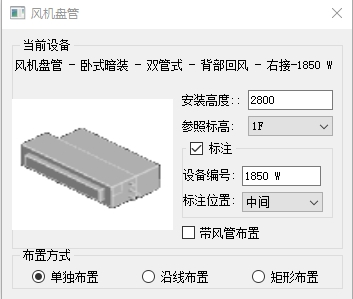 风机盘管
当前设备
风机盘管 - 卧式暗装 - 双管式 - 背部回风 - 右接-1850 W
安装高度：: 2800
参照标高: 1F
标注
设备编号: 1850 W
标注位置: 中间
带风管布置
布置方式
单独布置 沿线布置 矩形布置